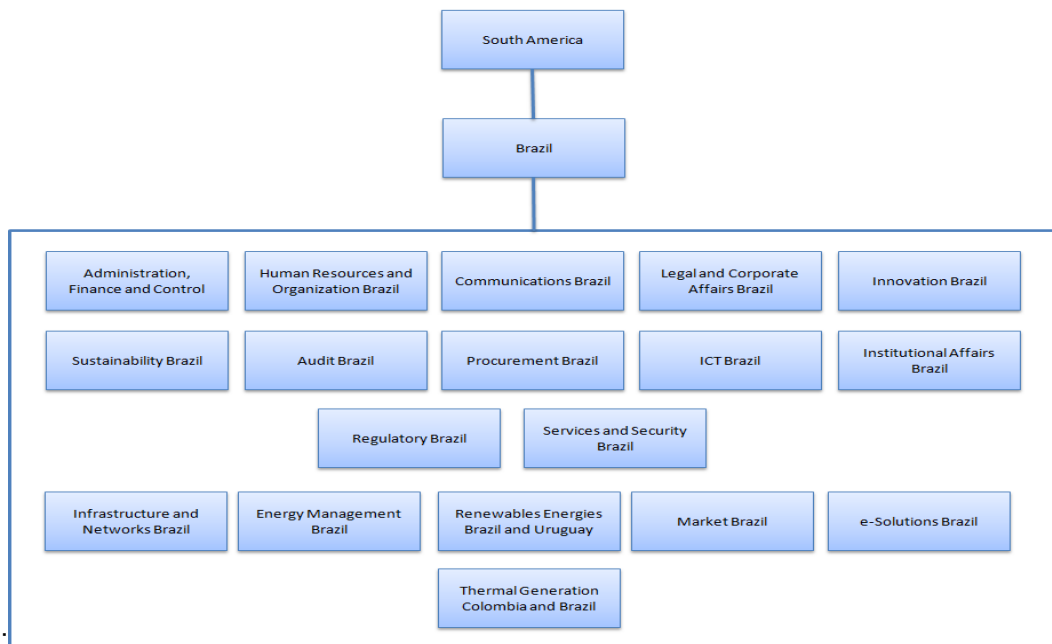 South America
Brazil
Administration,
Finance and Control
Human Resources and
Organization Brazil
Communications Brazil
Legal and Corporate
Affairs Brazil
Innovation Brazil
Sustainability Brazil
Audit Brazil
Procurement Brazil
ICT Brazil
Institutional Affairs
Brazil
Regulatory Brazil
Services and Security
Brazil
Infrastructure and
Networks Brazil
Energy Management
Brazil
Renewables Energies
Brazil and Uruguay
Market Brazil
e-Solutions Brazil
Thermal Generation
Colombia and Brazil
.